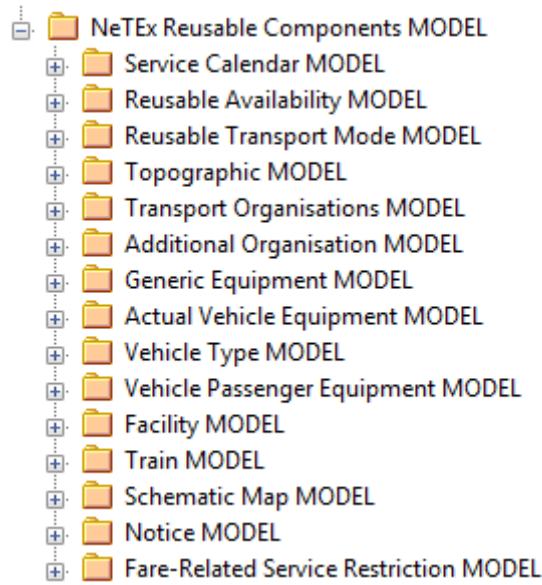 NeTEx Reusable Components MODEL
Service Calendar MODEL
Reusable Availability MODEL
Reusable Transport Mode MODEL
Topographic MODEL
Transport Organisations MODEL
Additional Organisation MODEL
Generic Equipment MODEL
Actual Vehicle Equipment MODEL
Vehicle Type MODEL
Vehicle Passenger Equipment MODEL
Facility MODEL
Train MODEL
Schematic Map MODEL
Notice MODEL
Fare-Related Service Restriction MODEL